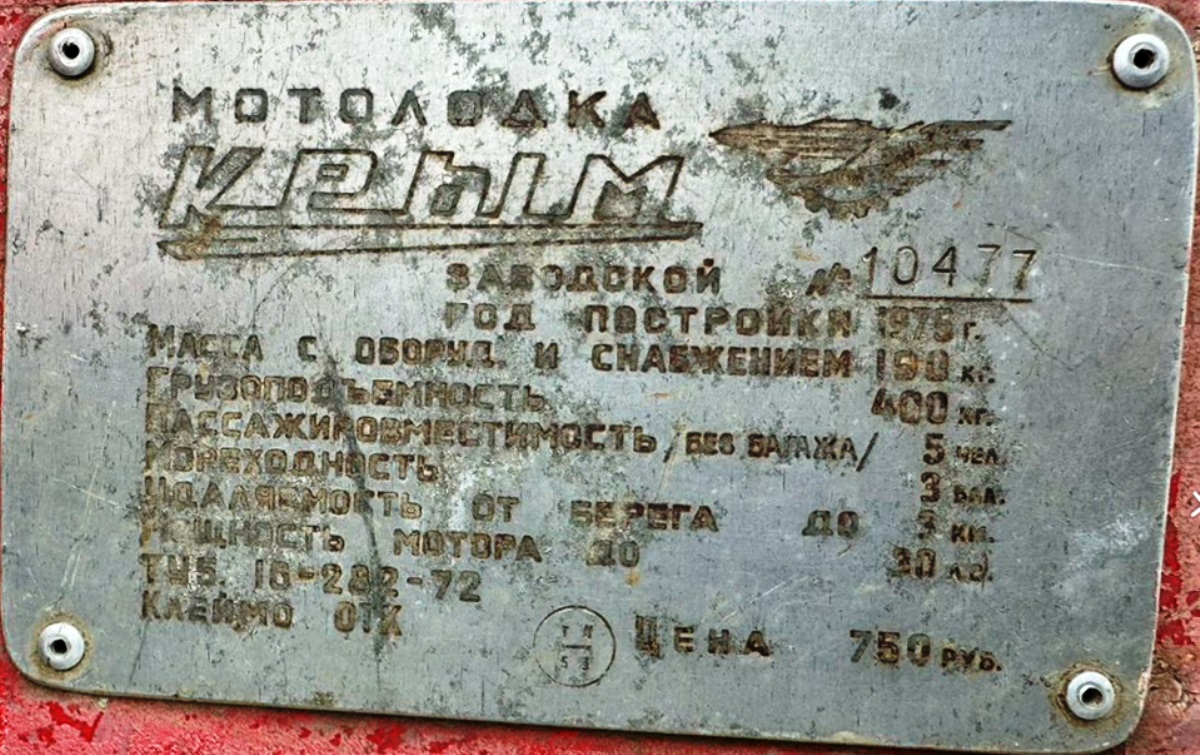 МОТОЛОДКА
КРЫМ
ЗАВОДСКОЙ № 10477
ГОД ПОСТРОЙКИ 1975 г.
МАССА С ОБОРУД. И СНАБЖЕНИЕМ 190 кг.
ГРУЗОПОДЪЕМНОСТЬ 400 кг.
ПАССАЖИРОВМЕСТИМОСТЬ /БЕЗ БАГАЖА/ 5 ЧЕЛ.
МОРЕХОДНОСТЬ 3 БАЛ.
УДАЛЯЕМОСТЬ ОТ БЕРЕГА ДО 3 КМ.
МОЩНОСТЬ МОТОРА ДО 30 л.с.
ТУ5. 16-282-72
КЛЕЙМО ОТК
ЦЕНА 750 РУБ.